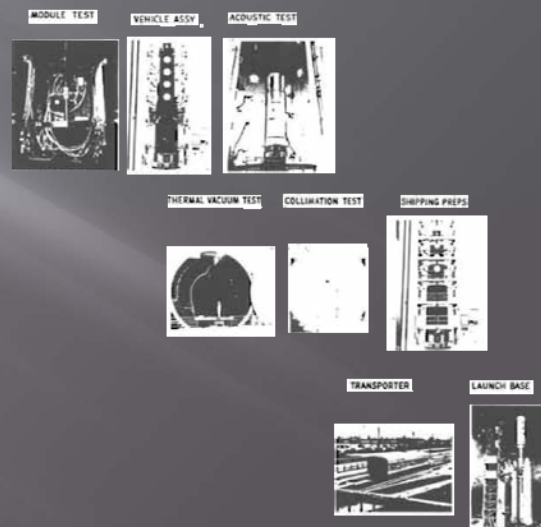 MODULE TEST
VEHICLE ASSY
ACOUSTIC TEST
THERMAL VACUUM TEST
COLLIMATION TEST
SHIPPING PREPS
TRANSPORTER
LAUNCH BASE